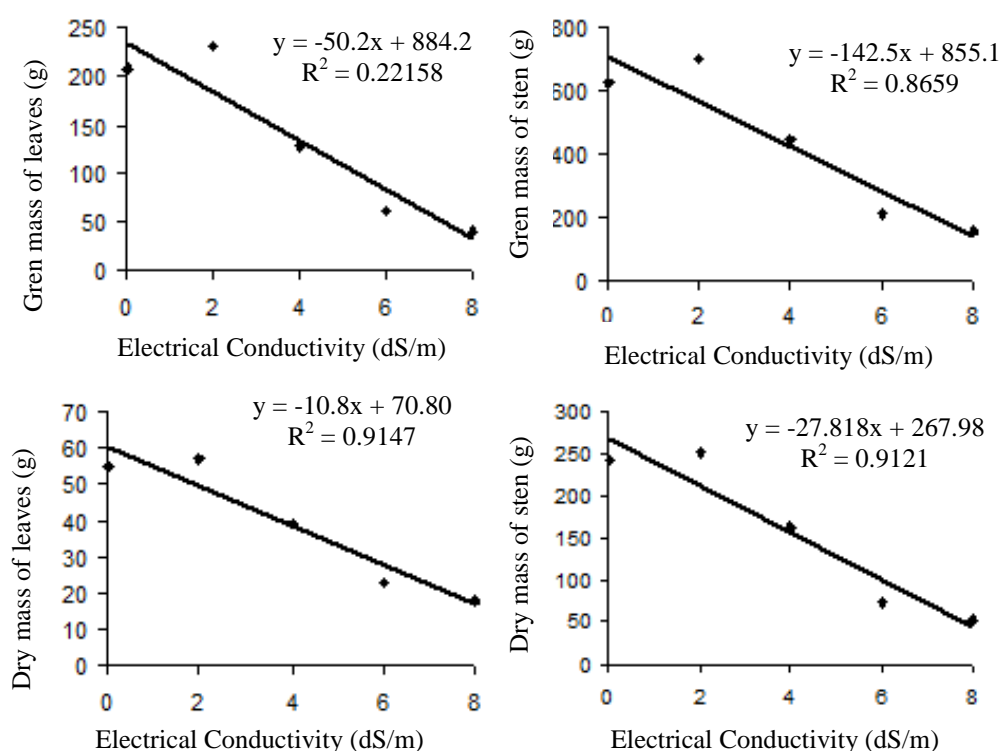 y = -50.2x + 884.2
R² = 0.22158
Gren mass of leaves (g)
250
200
150
100
50
0
0 2 4 6 8
Electrical Conductivity (dS/m)
y = -142.5x + 855.1
R² = 0.8659
Gren mass of sten (g)
800
600
400
200
0
0 2 4 6 8
Electrical Conductivity (dS/m)
y = -10.8x + 70.80
R² = 0.9147
Dry mass of leaves (g)
70
60
50
40
30
20
10
0
0 2 4 6 8
Electrical Conductivity (dS/m)
y = -27.818x + 267.98
R² = 0.9121
Dry mass of sten (g)
300
250
200
150
100
50
0
0 2 4 6 8
Electrical Conductivity (dS/m)